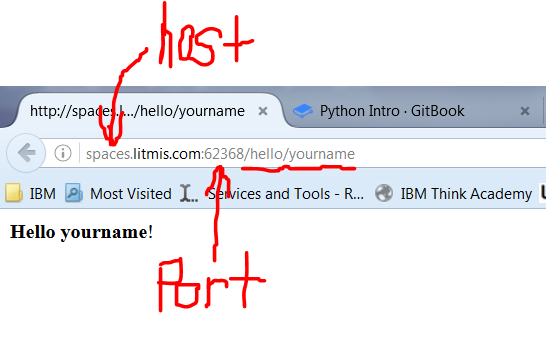 host
http://spaces.…/hello/yourname × Python Intro · GitBook ×
spaces.litmis.com:62368/hello/yourname
IBM Most Visited Services and Tools - R... IBM Think Academy
Hello yourname!
Port